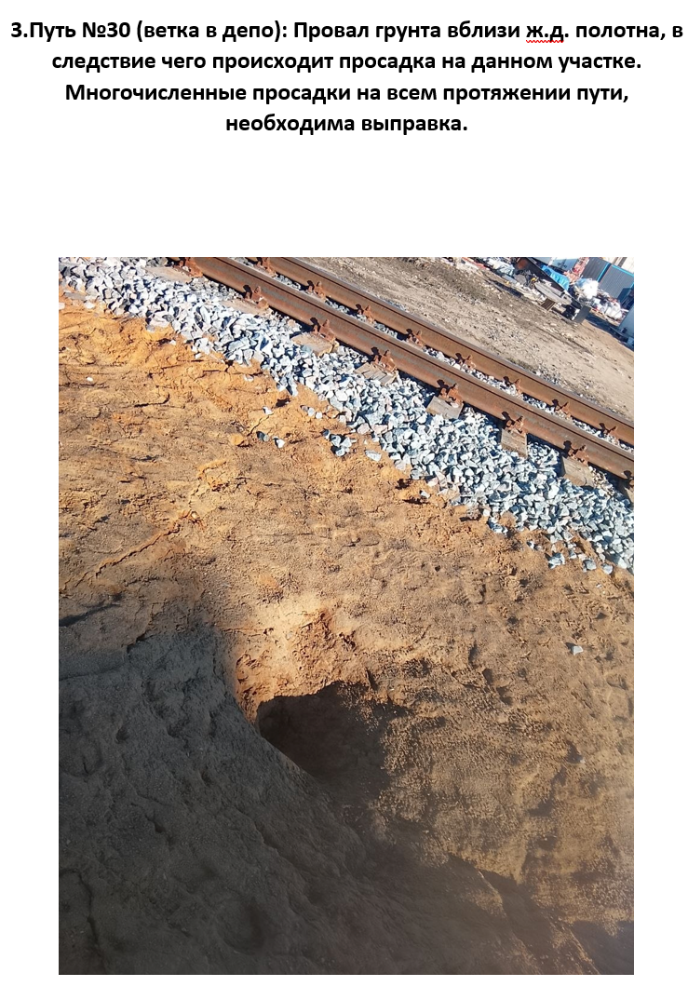 3.Путь №30 (ветка в депо): Провал грунта вблизи ж.д. полотна, в
следствие чего происходит просадка на данном участке.
Многочисленные просадки на всем протяжении пути,
необходима выправка.